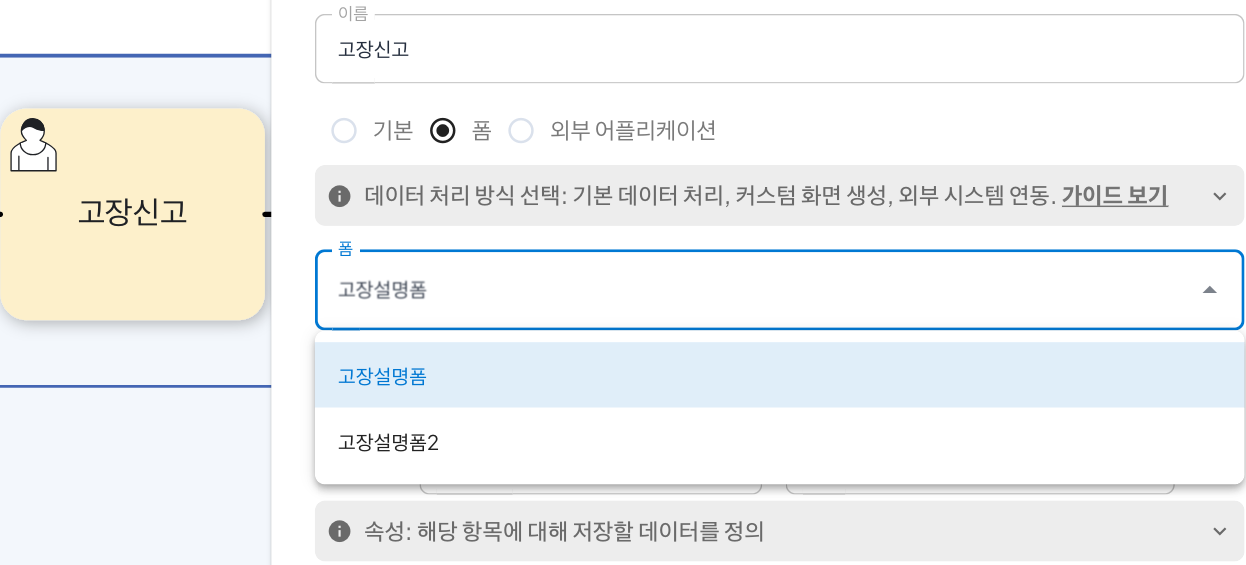 이름
고장신고
고장신고
기본 폼 외부 어플리케이션
데이터 처리 방식 선택: 기본 데이터 처리, 커스텀 화면 생성, 외부 시스템 연동. 가이드 보기
폼
고장설명폼
고장설명폼
고장설명폼2
속성: 해당 항목에 대해 저장할 데이터를 정의